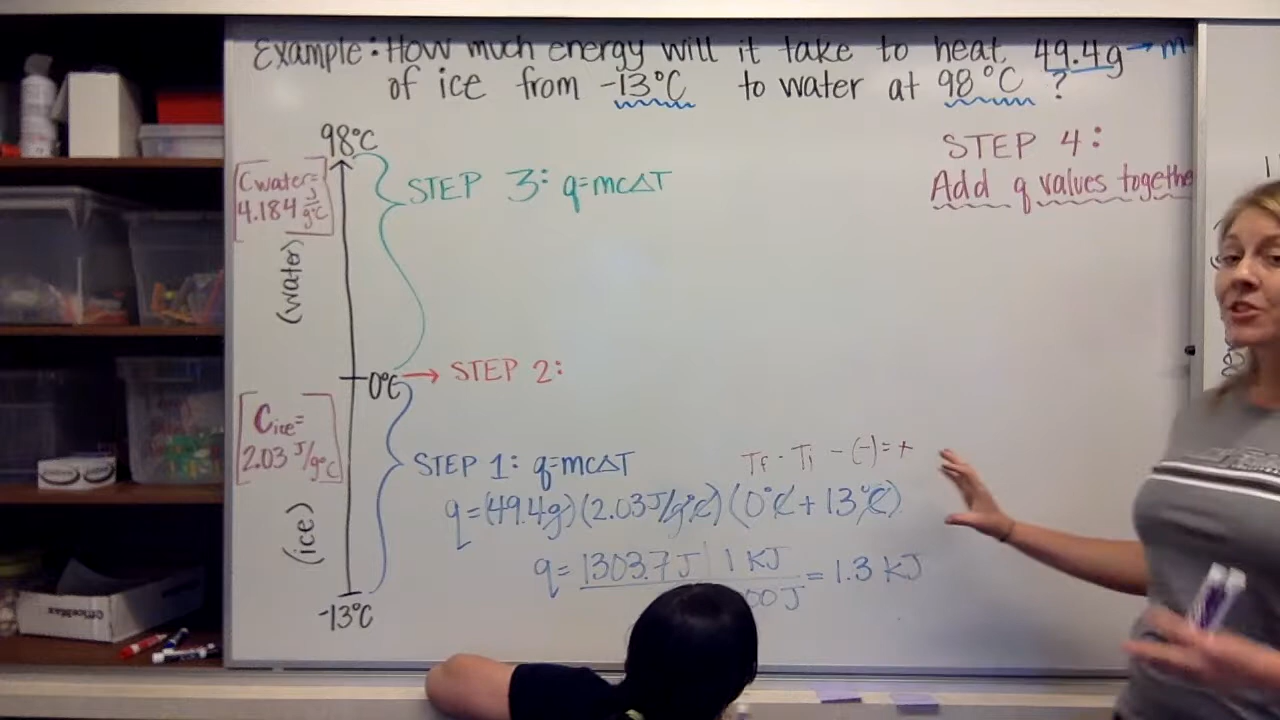 Example: How much energy will it take to heat 49.4g → m
of ice from -13°C to water at 98°C ?
98°C
Cwater=
4.184 J/g°C
(water)
STEP 3: q=mcΔT
STEP 4:
Add q values togethe
0°C → STEP 2:
Cice=
2.03 J/g°C
(ice)
STEP 1: q=mcΔT
Tf - Ti -(-)=+
q=(49.4g)(2.03J/g°C)(0°C+13°C)
q= 1303.7 J | 1 KJ = 1.3 KJ
00 J
-13°C
OfficeMax